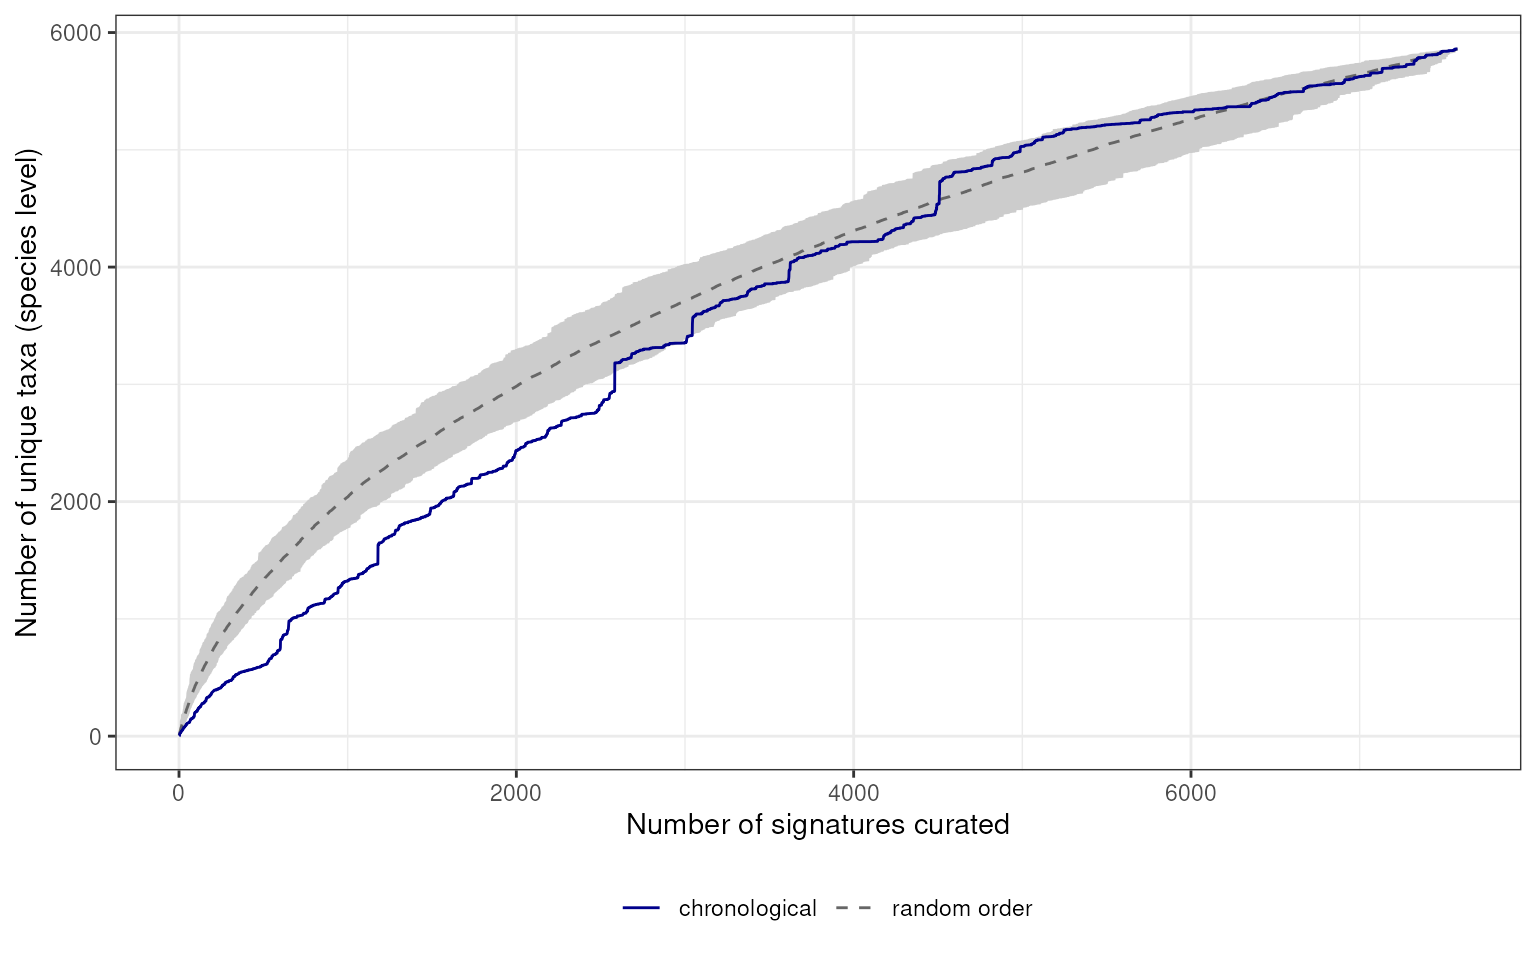 Number of unique taxa (species level)
6000
4000
2000
0
0 2000 4000 6000
Number of signatures curated
chronological random order